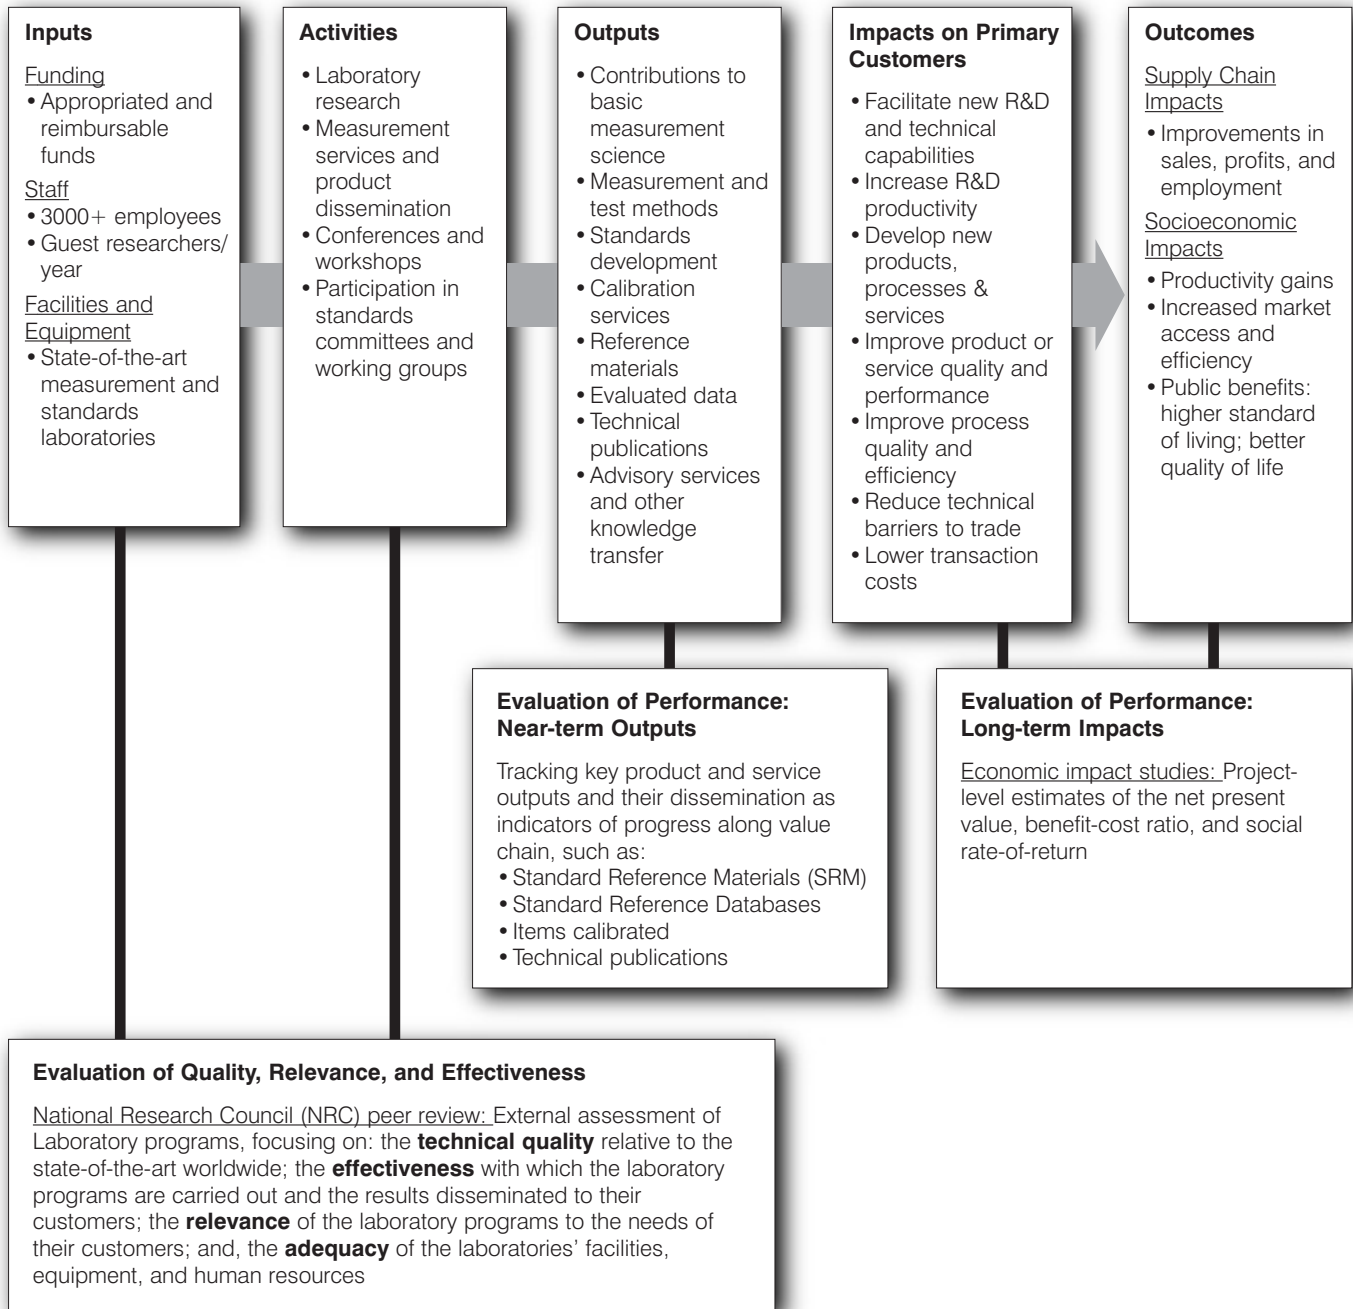 Inputs
Funding
• Appropriated and
reimbursable
funds
Staff
• 3000+ employees
• Guest researchers/
year
Facilities and
Equipment
• State-of-the-art
measurement and
standards
laboratories
Activities
• Laboratory
research
• Measurement
services and
product
dissemination
• Conferences and
workshops
• Participation in
standards
committees and
working groups
Outputs
• Contributions to
basic
measurement
science
• Measurement and
test methods
• Standards
development
• Calibration
services
• Reference
materials
• Evaluated data
• Technical
publications
• Advisory services
and other
knowledge
transfer
Impacts on Primary
Customers
• Facilitate new R&D
and technical
capabilities
• Increase R&D
productivity
• Develop new
products,
processes &
services
• Improve product or
service quality and
performance
• Improve process
quality and
efficiency
• Reduce technical
barriers to trade
• Lower transaction
costs
Outcomes
Supply Chain
Impacts
• Improvements in
sales, profits, and
employment
Socioeconomic
Impacts
• Productivity gains
• Increased market
access and
efficiency
• Public benefits:
higher standard
of living; better
quality of life
Evaluation of Performance:
Near-term Outputs
Tracking key product and service
outputs and their dissemination as
indicators of progress along value
chain, such as:
• Standard Reference Materials (SRM)
• Standard Reference Databases
• Items calibrated
• Technical publications
Evaluation of Performance:
Long-term Impacts
Economic impact studies: Project-
level estimates of the net present
value, benefit-cost ratio, and social
rate-of-return
Evaluation of Quality, Relevance, and Effectiveness
National Research Council (NRC) peer review: External assessment of
Laboratory programs, focusing on: the technical quality relative to the
state-of-the-art worldwide; the effectiveness with which the laboratory
programs are carried out and the results disseminated to their
customers; the relevance of the laboratory programs to the needs of
their customers; and, the adequacy of the laboratories' facilities,
equipment, and human resources